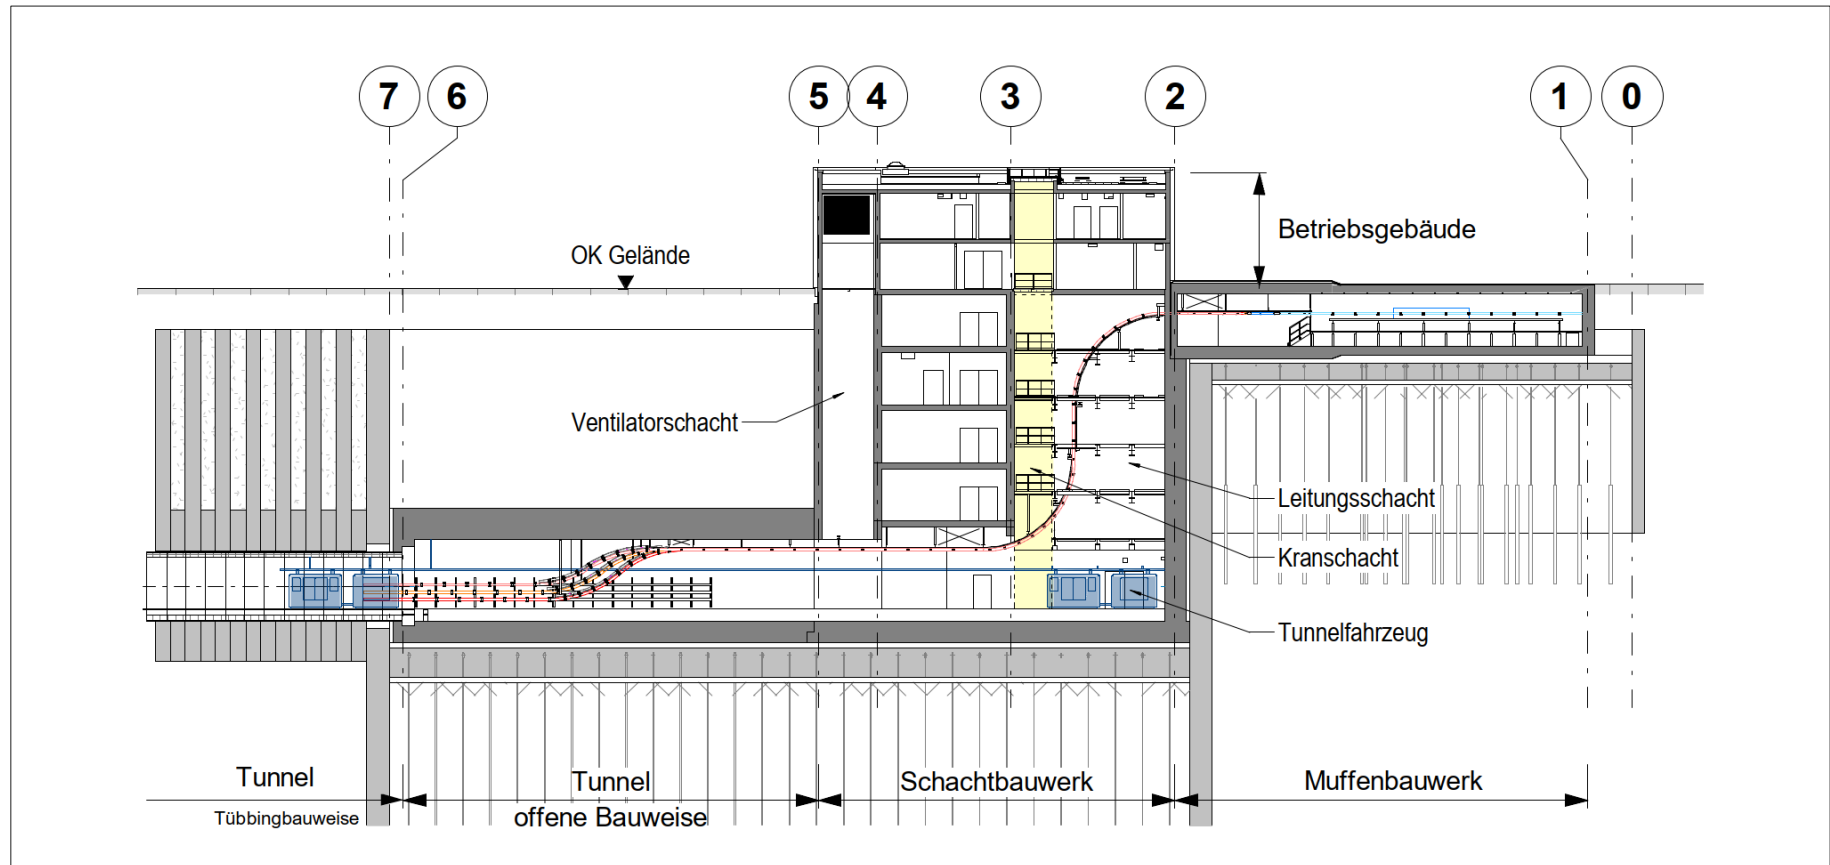 7 6 5 4 3 2 1 0
Betriebsgebäude
OK Gelände
Ventilatorschacht
Leitungsschacht
Kranschacht
Tunnelfahrzeug
Tunnel Tunnel Schachtbauwerk Muffenbauwerk
Tübbingbauweise offene Bauweise